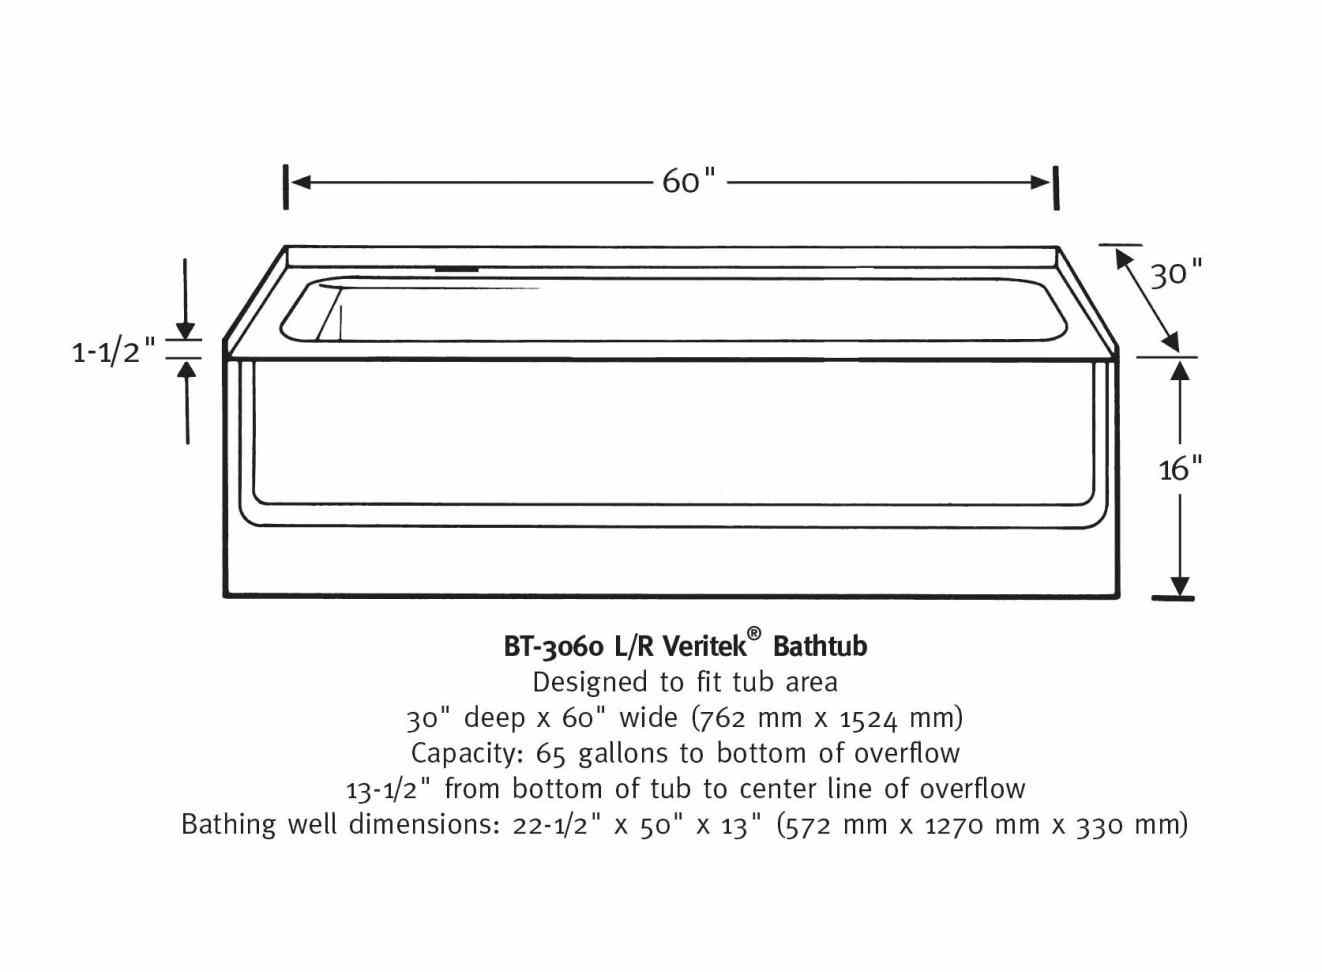 60"
30"
1-1/2"
16"
BT-3060 L/R Veritek® Bathtub
Designed to fit tub area
30" deep x 60" wide (762 mm x 1524 mm)
Capacity: 65 gallons to bottom of overflow
13-1/2" from bottom of tub to center line of overflow
Bathing well dimensions: 22-1/2" x 50" x 13" (572 mm x 1270 mm x 330 mm)